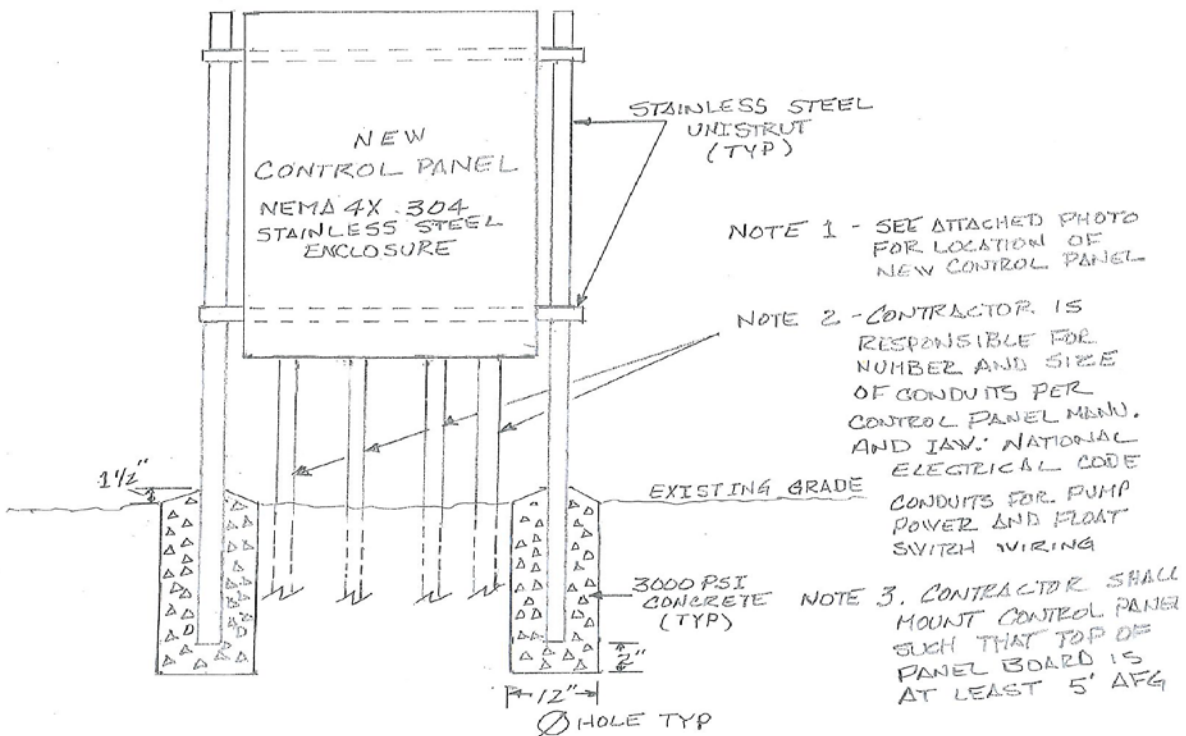 NEW
CONTROL PANEL
NEMA 4X 304
STAINLESS STEEL
ENCLOSURE
STAINLESS STEEL
UNISTRUT
(TYP)
NOTE 1 - SEE ATTACHED PHOTO
FOR LOCATION OF
NEW CONTROL PANEL
NOTE 2 - CONTRACTOR IS
RESPONSIBLE FOR
NUMBER AND SIZE
OF CONDUITS PER
CONTROL PANEL MANU.
AND IAW. NATIONAL
ELECTRICAL CODE
CONDUITS FOR PUMP
POWER AND FLOAT
SWITCH WIRING
1 1/2"
EXISTING GRADE
3000 PSI
CONCRETE
(TYP)
NOTE 3. CONTRACTOR SHALL
MOUNT CONTROL PANEL
SUCH THAT TOP OF
PANEL BOARD IS
AT LEAST 5' AFG
2"
12"
Ø HOLE TYP